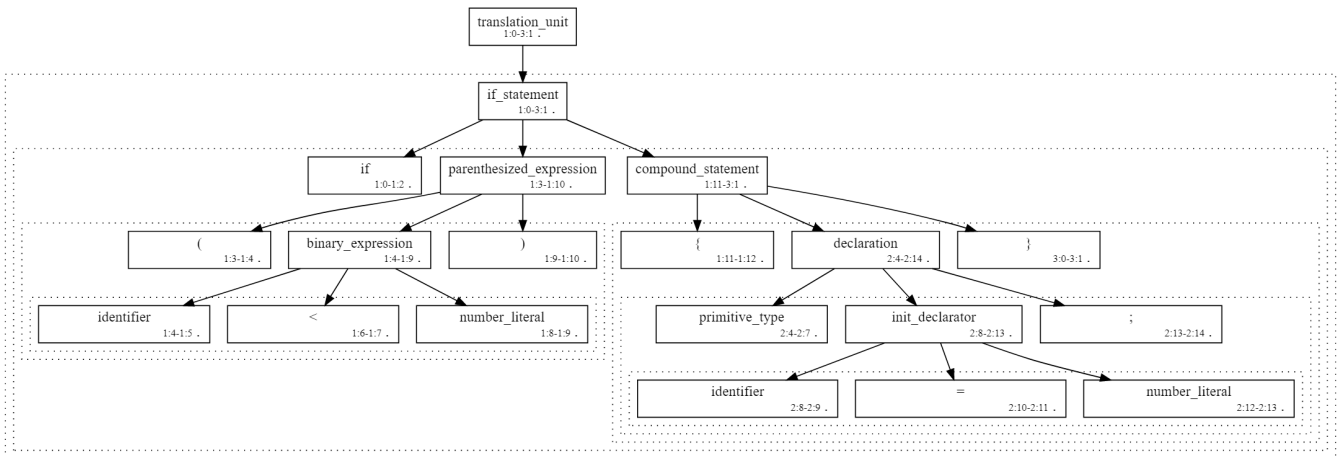 translation_unit
1:0-3:1 .
if_statement
1:0-3:1 .
if
1:0-1:2 .
parenthesized_expression
1:3-1:10 .
compound_statement
1:11-3:1 .
(
1:3-1:4 .
binary_expression
1:4-1:9 .
)
1:9-1:10 .
{
1:11-1:12 .
declaration
2:4-2:14 .
}
3:0-3:1 .
identifier
1:4-1:5 .
<
1:6-1:7 .
number_literal
1:8-1:9 .
primitive_type
2:4-2:7 .
init_declarator
2:8-2:13 .
;
2:13-2:14 .
identifier
2:8-2:9 .
=
2:10-2:11 .
number_literal
2:12-2:13 .